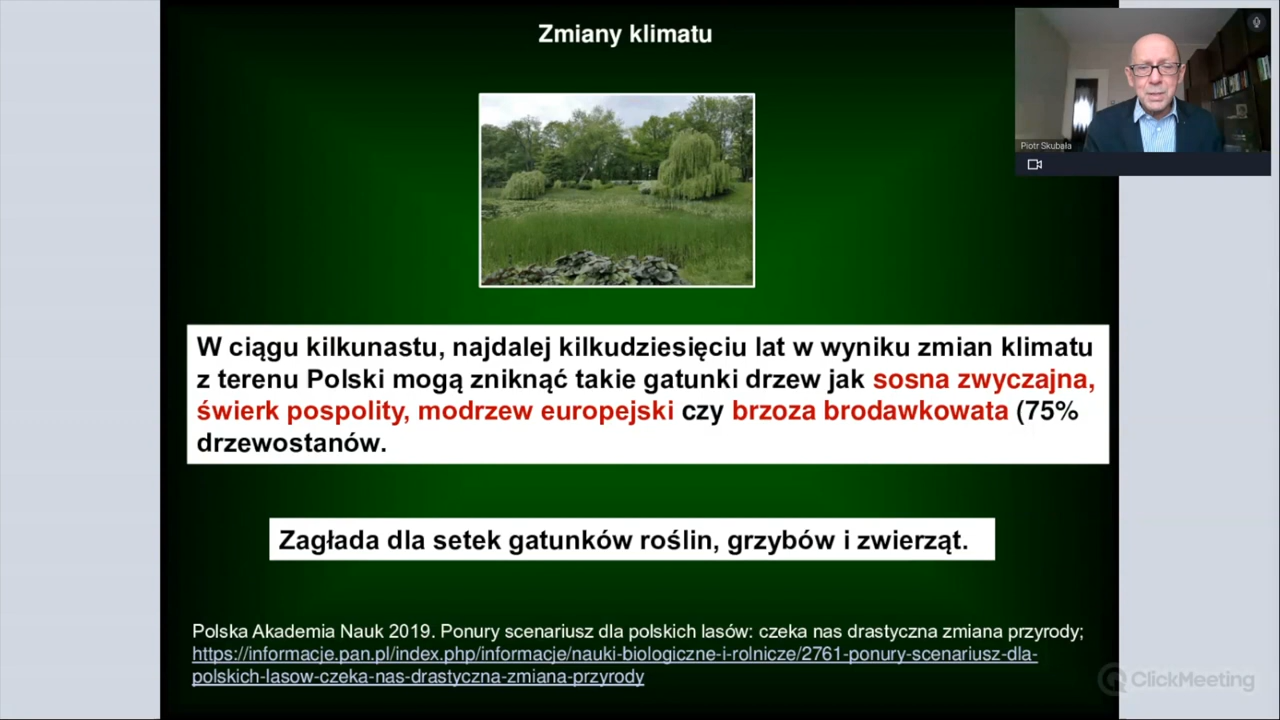 Zmiany klimatu
Piotr Skubała
W ciągu kilkunastu, najdalej kilkudziesięciu lat w wyniku zmian klimatu
z terenu Polski mogą zniknąć takie gatunki drzew jak sosna zwyczajna,
świerk pospolity, modrzew europejski czy brzoza brodawkowata (75%
drzewostanów.
Zagłada dla setek gatunków roślin, grzybów i zwierząt.
Polska Akademia Nauk 2019. Ponury scenariusz dla polskich lasów: czeka nas drastyczna zmiana przyrody;
https://informacje.pan.pl/index.php/informacje/nauki-biologiczne-i-rolnicze/2761-ponury-scenariusz-dla-
polskich-lasow-czeka-nas-drastyczna-zmiana-przyrody
ClickMeeting